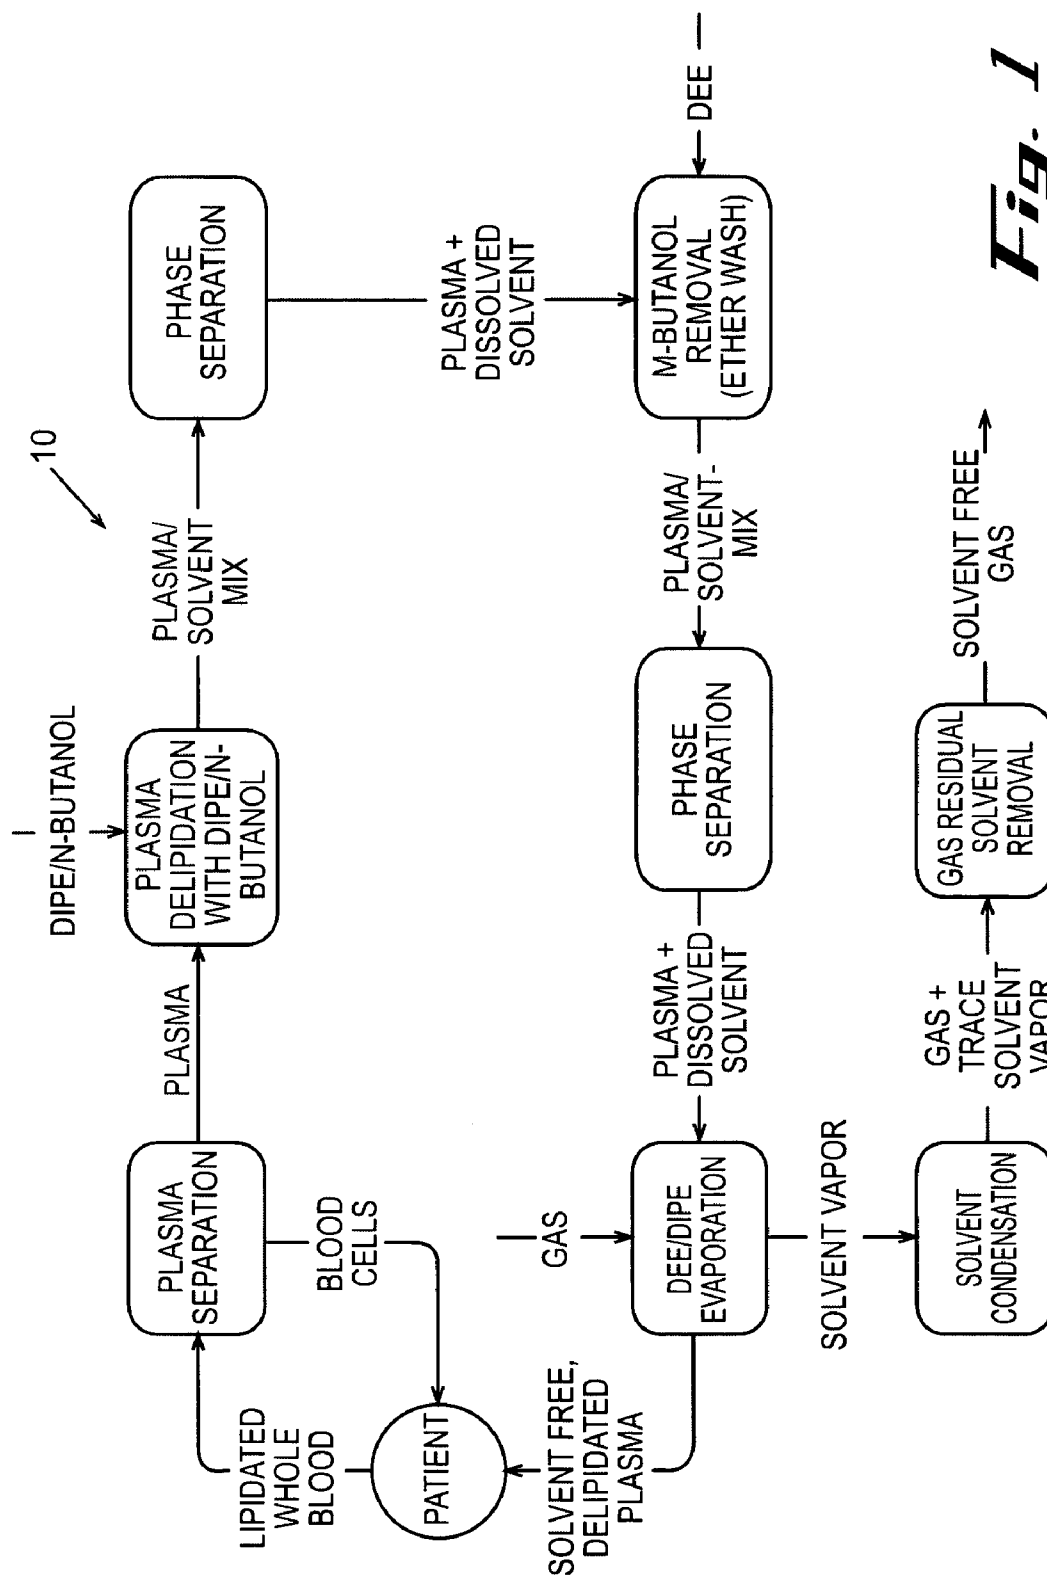 10
DIPE/N-BUTANOL
LIPIDATED
WHOLE
BLOOD
PLASMA
SEPARATION
PLASMA
PLASMA
DELIPIDATION
WITH DIPE/N-
BUTANOL
PLASMA/
SOLVENT
MIX
PHASE
SEPARATION
BLOOD
CELLS
PATIENT
PLASMA +
DISSOLVED
SOLVENT
SOLVENT FREE,
DELIPIDATED
PLASMA
GAS
DEE/DIPE
EVAPORATION
PLASMA +
DISSOLVED
SOLVENT
PHASE
SEPARATION
PLASMA/
SOLVENT-
MIX
M-BUTANOL
REMOVAL
(ETHER WASH)
DEE
SOLVENT VAPOR
SOLVENT
CONDENSATION
GAS +
TRACE
SOLVENT
VAPOR
GAS RESIDUAL
SOLVENT
REMOVAL
SOLVENT FREE
GAS
Fig. 1